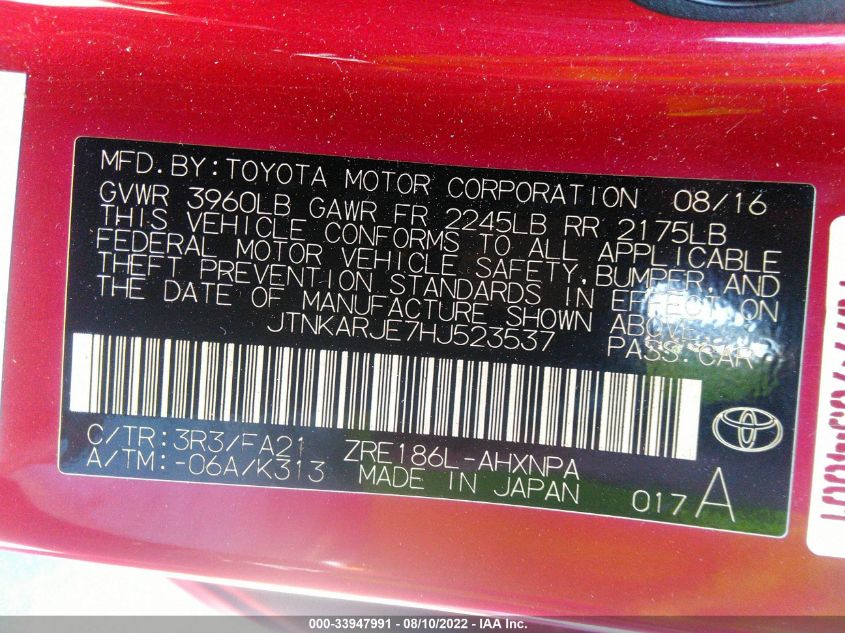 MFD. BY: TOYOTA MOTOR CORPORATION 08/16
GVWR 3960LB GAWR FR 2245LB RR 2175LB
THIS VEHICLE CONFORMS TO ALL APPLICABLE
FEDERAL MOTOR VEHICLE SAFETY, BUMPER, AND
THEFT PREVENTION STANDARDS IN EFFECT ON
THE DATE OF MANUFACTURE SHOWN ABOVE.
JTNKARJE7HJ523537 PASS CAR
C/TR: 3R3/FA21 ZRE186L-AHXNPA
A/TM: -06A/K313 MADE IN JAPAN 017A
000-33947991 - 08/10/2022 - IAA Inc.